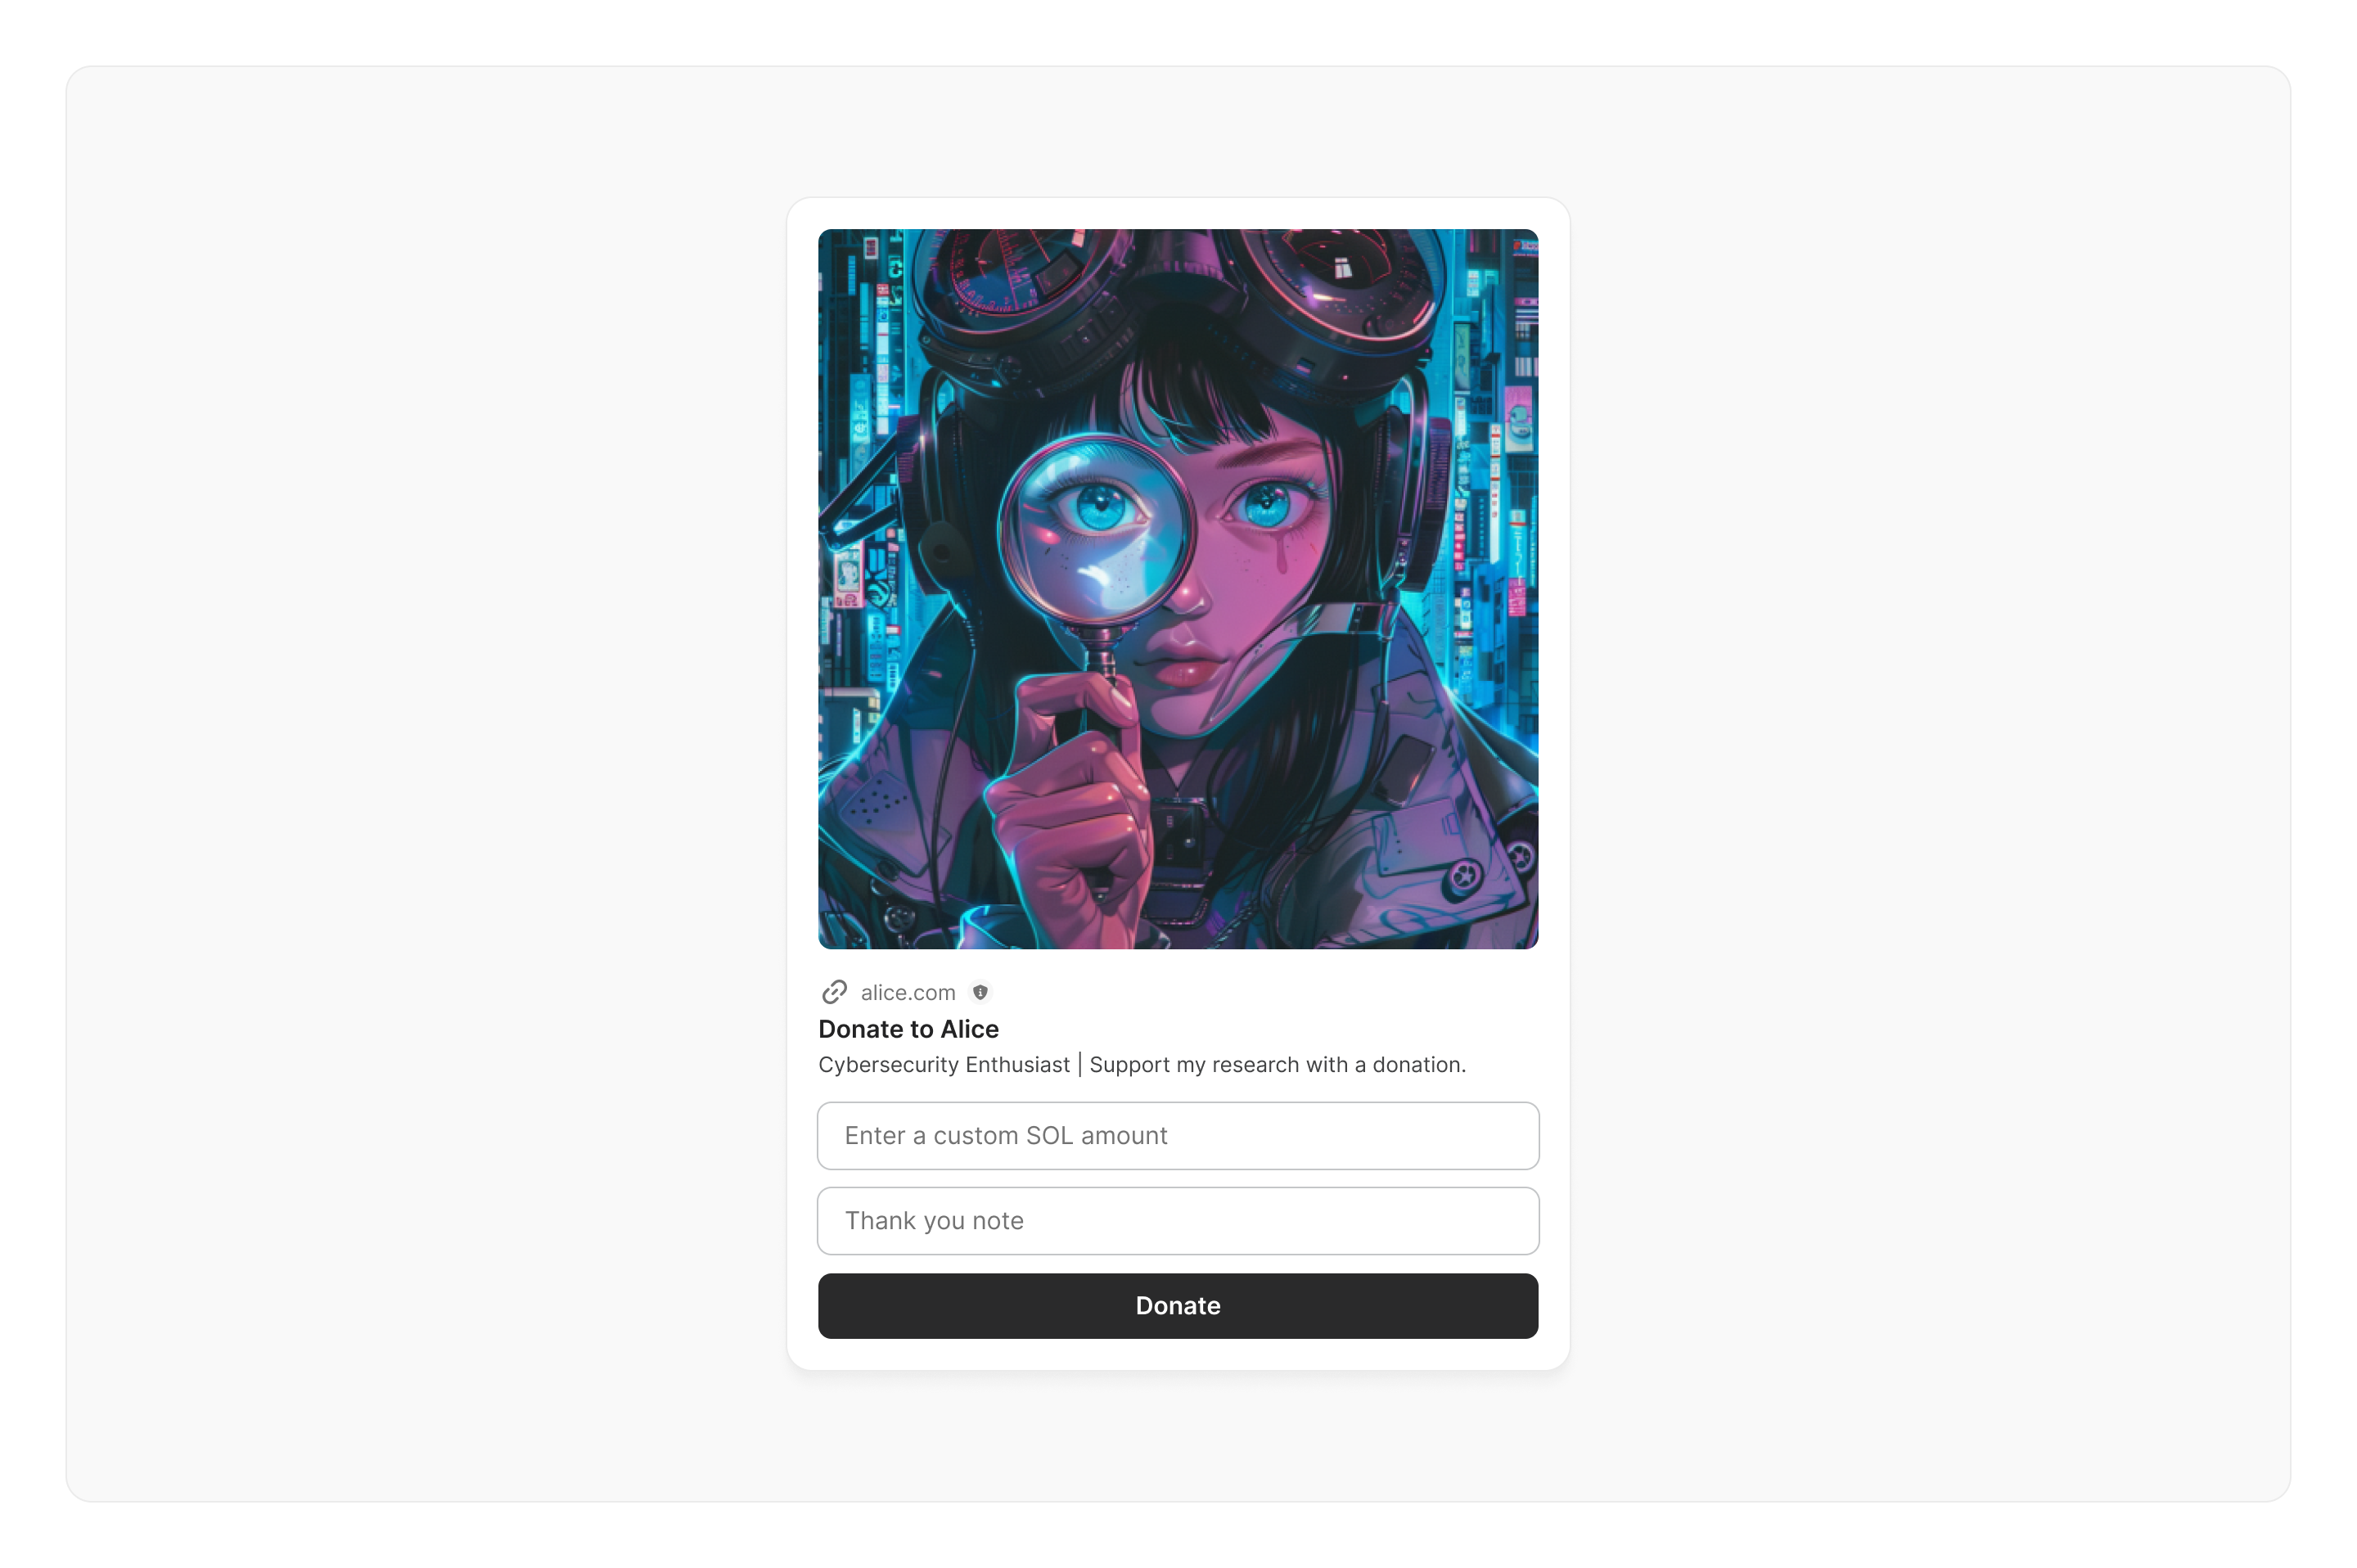 alice.com
Donate to Alice
Cybersecurity Enthusiast | Support my research with a donation.
Enter a custom SOL amount
Thank you note
Donate